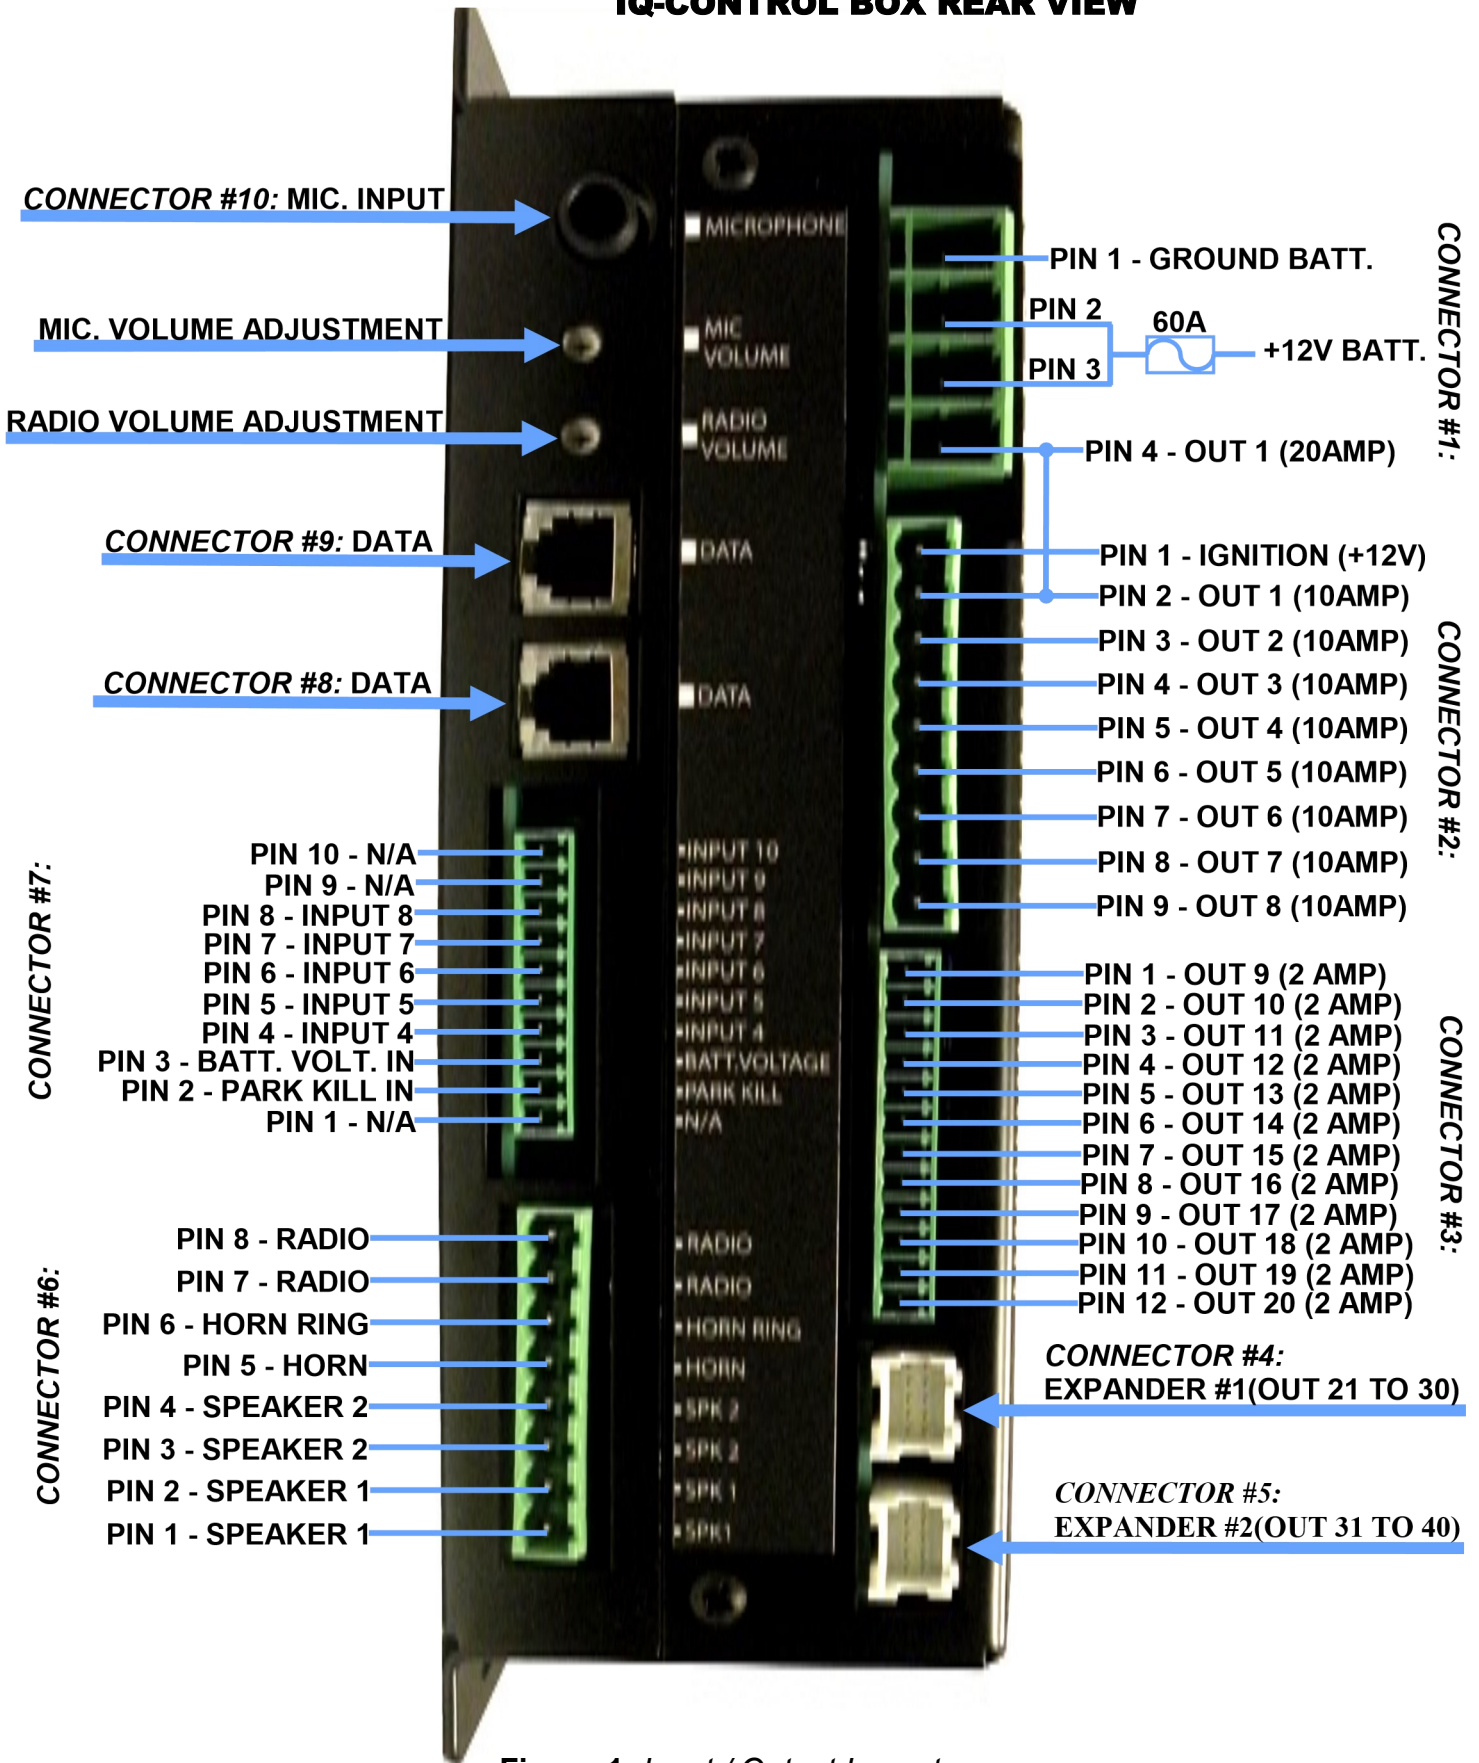 IQ-CONTROL BOX REAR VIEW
CONNECTOR #10: MIC. INPUT
MIC. VOLUME ADJUSTMENT
RADIO VOLUME ADJUSTMENT
CONNECTOR #9: DATA
CONNECTOR #8: DATA
CONNECTOR #7:
PIN 10 - N/A
PIN 9 - N/A
PIN 8 - INPUT 8
PIN 7 - INPUT 7
PIN 6 - INPUT 6
PIN 5 - INPUT 5
PIN 4 - INPUT 4
PIN 3 - BATT. VOLT. IN
PIN 2 - PARK KILL IN
PIN 1 - N/A
CONNECTOR #6:
PIN 8 - RADIO
PIN 7 - RADIO
PIN 6 - HORN RING
PIN 5 - HORN
PIN 4 - SPEAKER 2
PIN 3 - SPEAKER 2
PIN 2 - SPEAKER 1
PIN 1 - SPEAKER 1
MICROPHONE
MIC
VOLUME
RADIO
VOLUME
DATA
DATA
INPUT 10
INPUT 9
INPUT 8
INPUT 7
INPUT 6
INPUT 5
INPUT 4
BATT.VOLTAGE
PARK KILL
N/A
RADIO
RADIO
HORN RING
HORN
SPK 2
SPK 2
SPK 1
SPK1
CONNECTOR #1:
PIN 1 - GROUND BATT.
PIN 2
60A
+12V BATT.
PIN 3
PIN 4 - OUT 1 (20AMP)
CONNECTOR #2:
PIN 1 - IGNITION (+12V)
PIN 2 - OUT 1 (10AMP)
PIN 3 - OUT 2 (10AMP)
PIN 4 - OUT 3 (10AMP)
PIN 5 - OUT 4 (10AMP)
PIN 6 - OUT 5 (10AMP)
PIN 7 - OUT 6 (10AMP)
PIN 8 - OUT 7 (10AMP)
PIN 9 - OUT 8 (10AMP)
CONNECTOR #3:
PIN 1 - OUT 9 (2 AMP)
PIN 2 - OUT 10 (2 AMP)
PIN 3 - OUT 11 (2 AMP)
PIN 4 - OUT 12 (2 AMP)
PIN 5 - OUT 13 (2 AMP)
PIN 6 - OUT 14 (2 AMP)
PIN 7 - OUT 15 (2 AMP)
PIN 8 - OUT 16 (2 AMP)
PIN 9 - OUT 17 (2 AMP)
PIN 10 - OUT 18 (2 AMP)
PIN 11 - OUT 19 (2 AMP)
PIN 12 - OUT 20 (2 AMP)
CONNECTOR #4:
EXPANDER #1(OUT 21 TO 30)
CONNECTOR #5:
EXPANDER #2(OUT 31 TO 40)